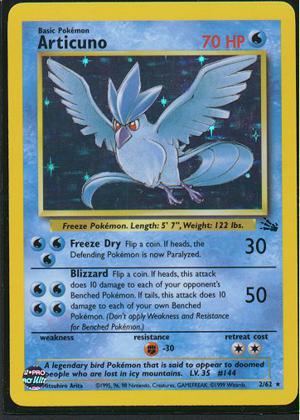 Basic Pokémon
Articuno
70 HP
Freeze Pokémon. Length: 5' 7", Weight: 122 lbs.
Freeze Dry Flip a coin. If heads, the
Defending Pokémon is now Paralyzed.
30
Blizzard Flip a coin. If heads, this attack
does 10 damage to each of your opponent's
Benched Pokémon. If tails, this attack does
10 damage to each of your own Benched
Pokémon. (Don't apply Weakness and Resistance
for Benched Pokémon.)
50
weakness
resistance
retreat cost
-30
A legendary bird Pokémon that is said to appear to doomed
people who are lost in icy mountains. LV. 35 #144
Mitsuhiro Arita
©1995, 96, 98 Nintendo, Creatures, GAMEFREAK. ©1999 Wizards.
2/62